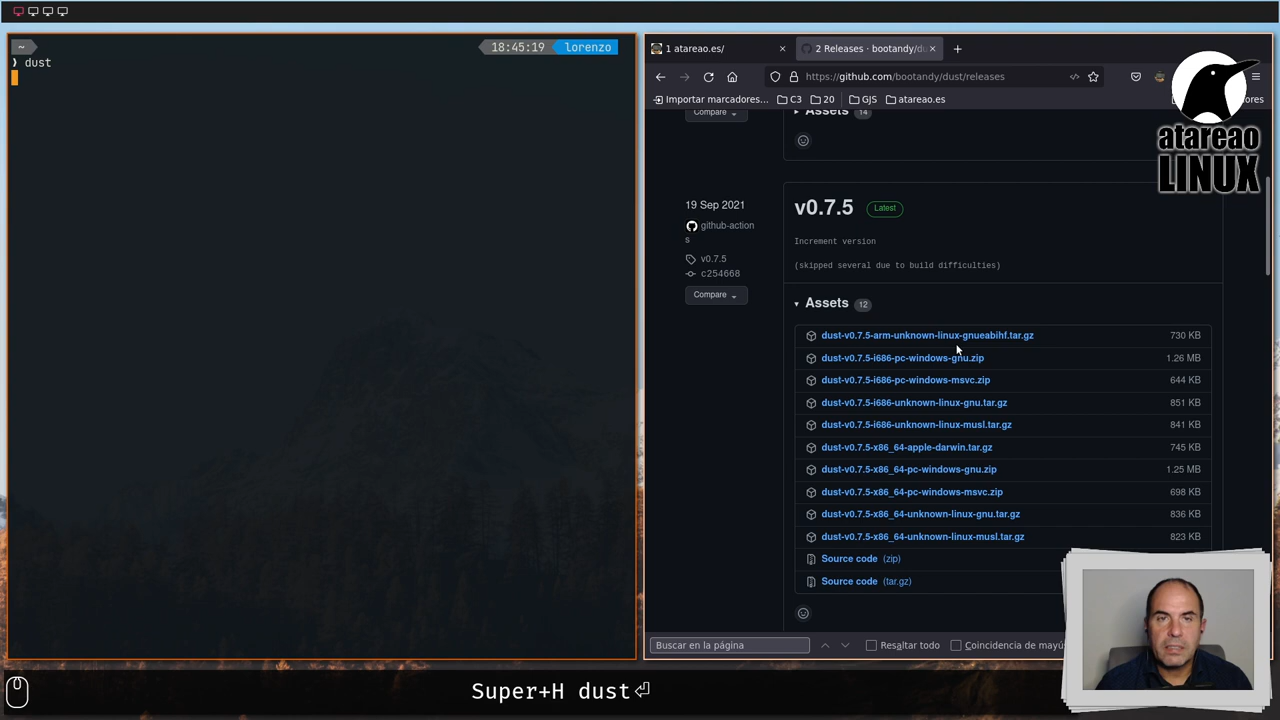 ~ 18:45:19 lorenzo
❯ dust
1 atareao.es/
2 Releases · bootandy/du
https://github.com/bootandy/dust/releases
Importar marcadores... C3 20 GJS atareao.es ores
atareao
LINUX
Compare
Assets 14
19 Sep 2021
github-action
s
v0.7.5
c254668
Compare
v0.7.5 Latest
Increment version
(skipped several due to build difficulties)
Assets 12
dust-v0.7.5-arm-unknown-linux-gnueabihf.tar.gz 730 KB
dust-v0.7.5-i686-pc-windows-gnu.zip 1.26 MB
dust-v0.7.5-i686-pc-windows-msvc.zip 644 KB
dust-v0.7.5-i686-unknown-linux-gnu.tar.gz 851 KB
dust-v0.7.5-i686-unknown-linux-musl.tar.gz 841 KB
dust-v0.7.5-x86_64-apple-darwin.tar.gz 745 KB
dust-v0.7.5-x86_64-pc-windows-gnu.zip 1.25 MB
dust-v0.7.5-x86_64-pc-windows-msvc.zip 698 KB
dust-v0.7.5-x86_64-unknown-linux-gnu.tar.gz 836 KB
dust-v0.7.5-x86_64-unknown-linux-musl.tar.gz 823 KB
Source code (zip)
Source code (tar.gz)
Buscar en la página Resaltar todo Coincidencia de mayú
Super+H dust⏎